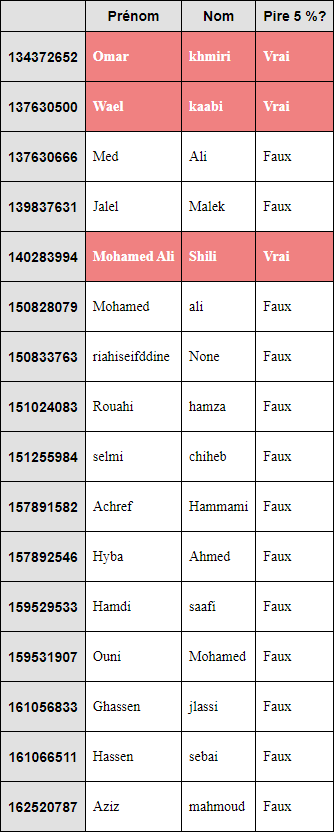 Prénom Nom Pire 5 %?
134372652 Omar khmiri Vrai
137630500 Wael kaabi Vrai
137630666 Med Ali Faux
139837631 Jalel Malek Faux
140283994 Mohamed Ali Shili Vrai
150828079 Mohamed ali Faux
150833763 riahiseifddine None Faux
151024083 Rouahi hamza Faux
151255984 selmi chiheb Faux
157891582 Achref Hammami Faux
157892546 Hyba Ahmed Faux
159529533 Hamdi saafi Faux
159531907 Ouni Mohamed Faux
161056833 Ghassen jlassi Faux
161066511 Hassen sebai Faux
162520787 Aziz mahmoud Faux